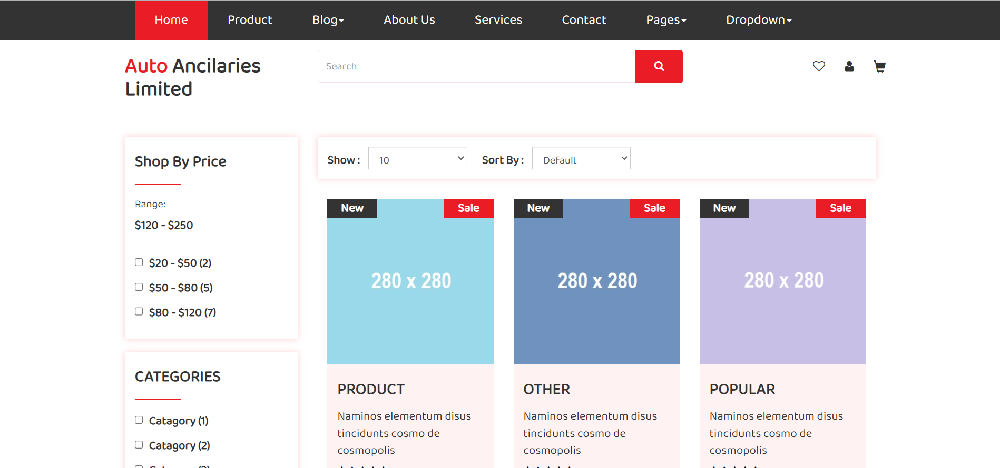 Home Product Blog About Us Services Contact Pages Dropdown
Auto Ancilaries
Limited
Search
Shop By Price
Range:
$120 - $250
$20 - $50 (2)
$50 - $80 (5)
$80 - $120 (7)
CATEGORIES
Catagory (1)
Catagory (2)
Show : 10 Sort By : Default
New Sale
280 x 280
PRODUCT
Naminos elementum disus
tincidunts cosmo de
cosmopolis
New Sale
280 x 280
OTHER
Naminos elementum disus
tincidunts cosmo de
cosmopolis
New Sale
280 x 280
POPULAR
Naminos elementum disus
tincidunts cosmo de
cosmopolis